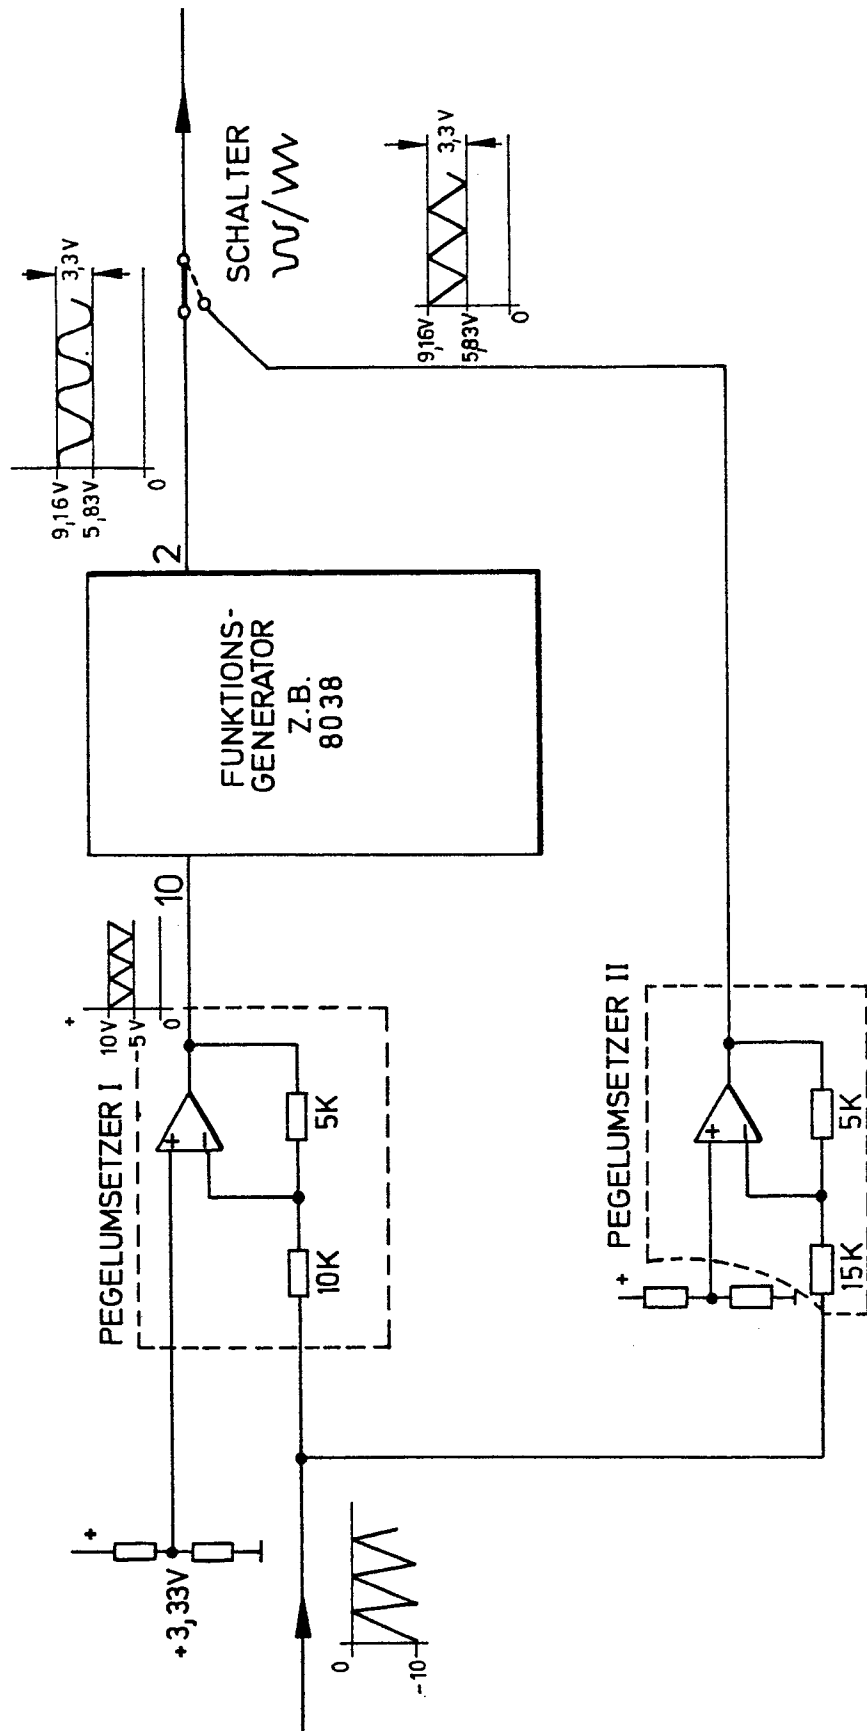 +
+3,33V
0
-10
PEGELUMSETZER I
+
−
10K
5K
+
10V
5V
0
10
FUNKTIONS-
GENERATOR
Z.B.
8038
2
9,16V
5,83V
0
3,3V
SCHALTER
PEGELUMSETZER II
+
+
−
15K
5K
9,16V
5,83V
0
3,3V